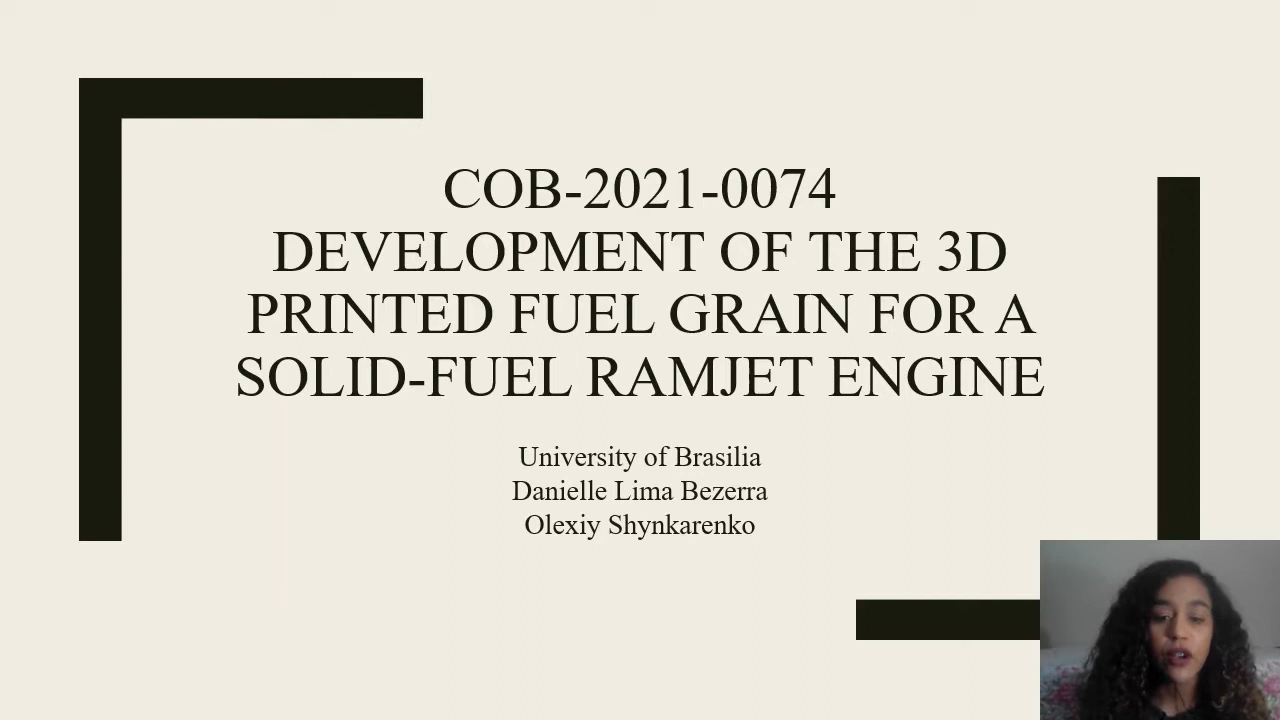 COB-2021-0074
DEVELOPMENT OF THE 3D
PRINTED FUEL GRAIN FOR A
SOLID-FUEL RAMJET ENGINE
University of Brasilia
Danielle Lima Bezerra
Olexiy Shynkarenko